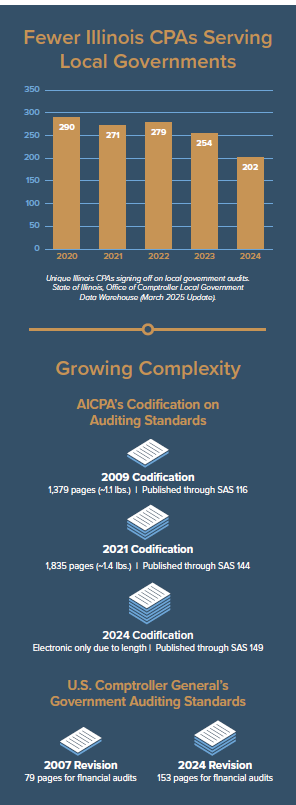 Fewer Illinois CPAs Serving
Local Governments
350
300
250
200
150
100
50
0
290
271
279
254
202
2020
2021
2022
2023
2024
Unique Illinois CPAs signing off on local government audits.
State of Illinois, Office of Comptroller Local Government
Data Warehouse (March 2025 Update).
Growing Complexity
AICPA's Codification on
Auditing Standards
2009 Codification
1,379 pages (~1.1 lbs.) | Published through SAS 116
2021 Codification
1,835 pages (~1.4 lbs.) | Published through SAS 144
2024 Codification
Electronic only due to length | Published through SAS 149
U.S. Comptroller General's
Government Auditing Standards
2007 Revision
79 pages for financial audits
2024 Revision
153 pages for financial audits